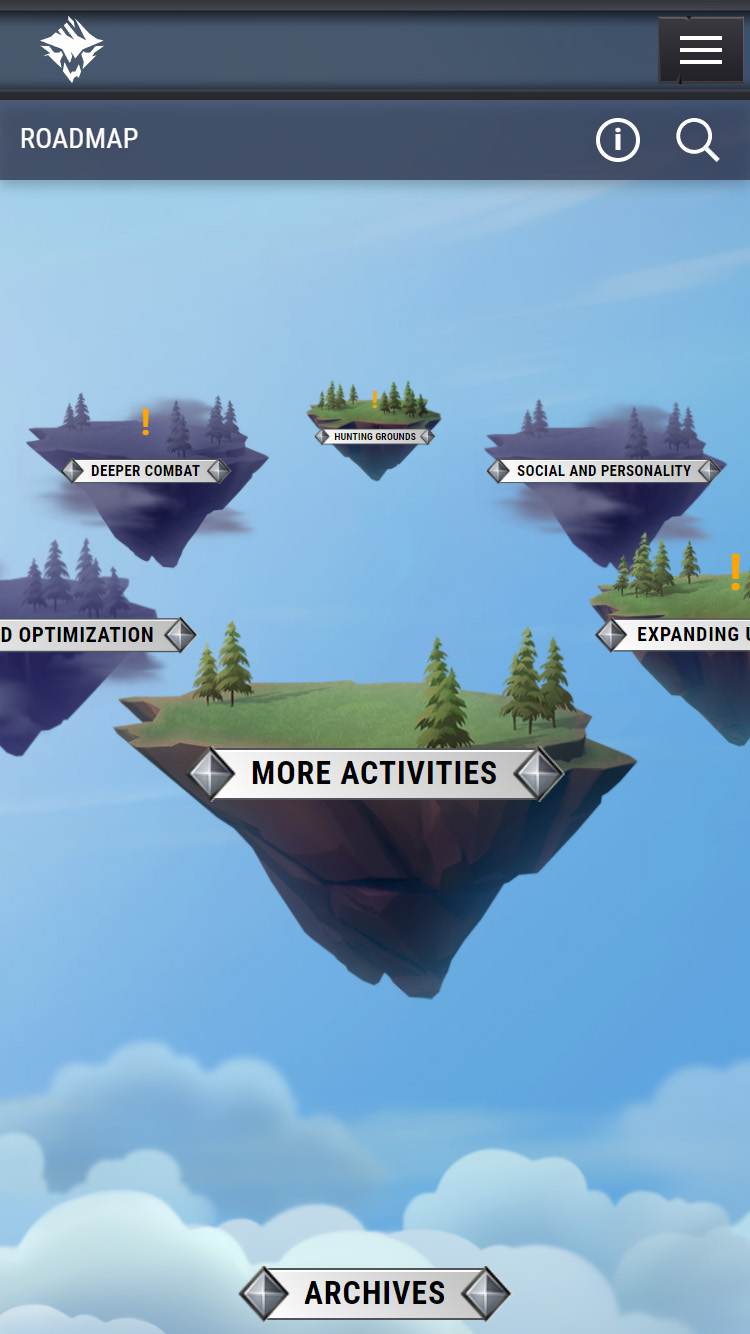 ROADMAP
HUNTING GROUNDS
DEEPER COMBAT
SOCIAL AND PERSONALITY
D OPTIMIZATION
EXPANDING
MORE ACTIVITIES
ARCHIVES